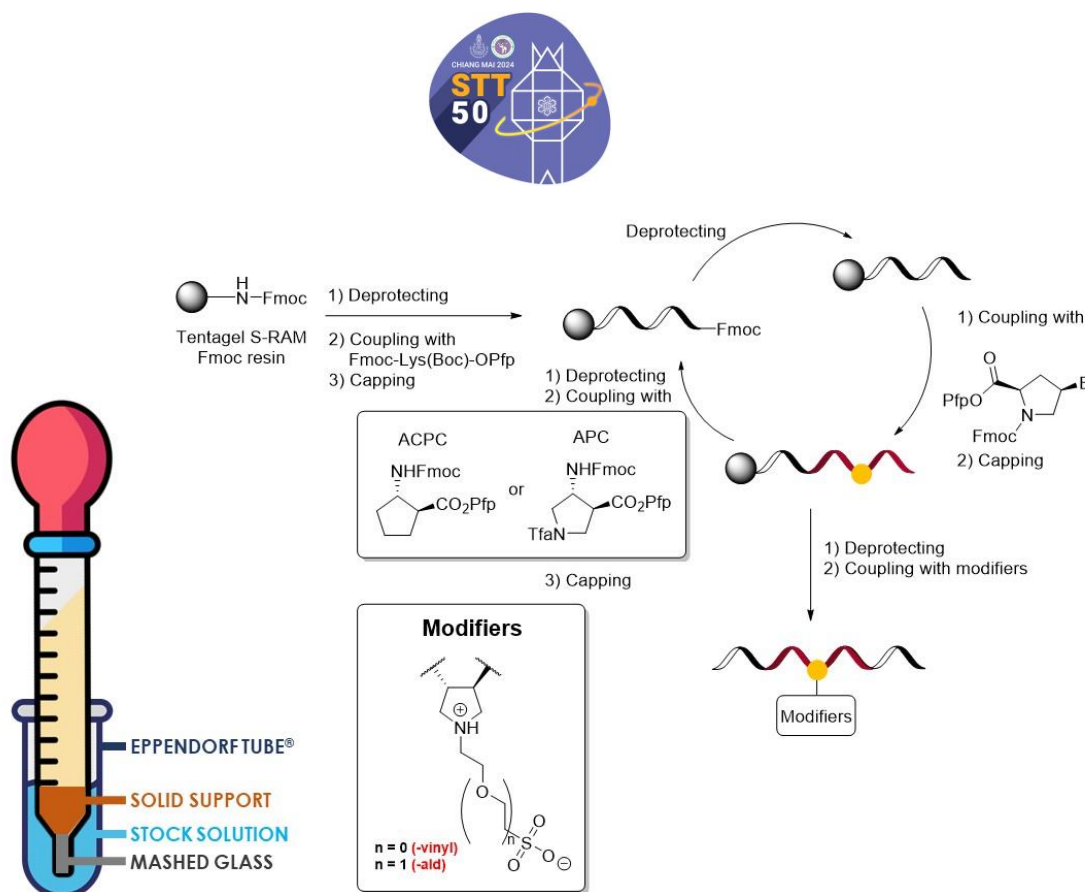 CHIANG MAI 2024
STT
50
Deprotecting
H
N
Fmoc
Tentagel S-RAM
Fmoc resin
1) Deprotecting
2) Coupling with
Fmoc-Lys(Boc)-OPfp
3) Capping
Fmoc
1) Deprotecting
2) Coupling with
1) Coupling with
O
PfpO
N
B
Fmoc
2) Capping
ACPC
NHFmoc
CO₂Pfp
or
APC
NHFmoc
CO₂Pfp
N
Tfa
3) Capping
1) Deprotecting
2) Coupling with modifiers
Modifiers
+
NH
O
n
S
O
O
O
−
n = 0 (-vinyl)
n = 1 (-ald)
Modifiers
EPPENDORF TUBE®
SOLID SUPPORT
STOCK SOLUTION
MASHED GLASS